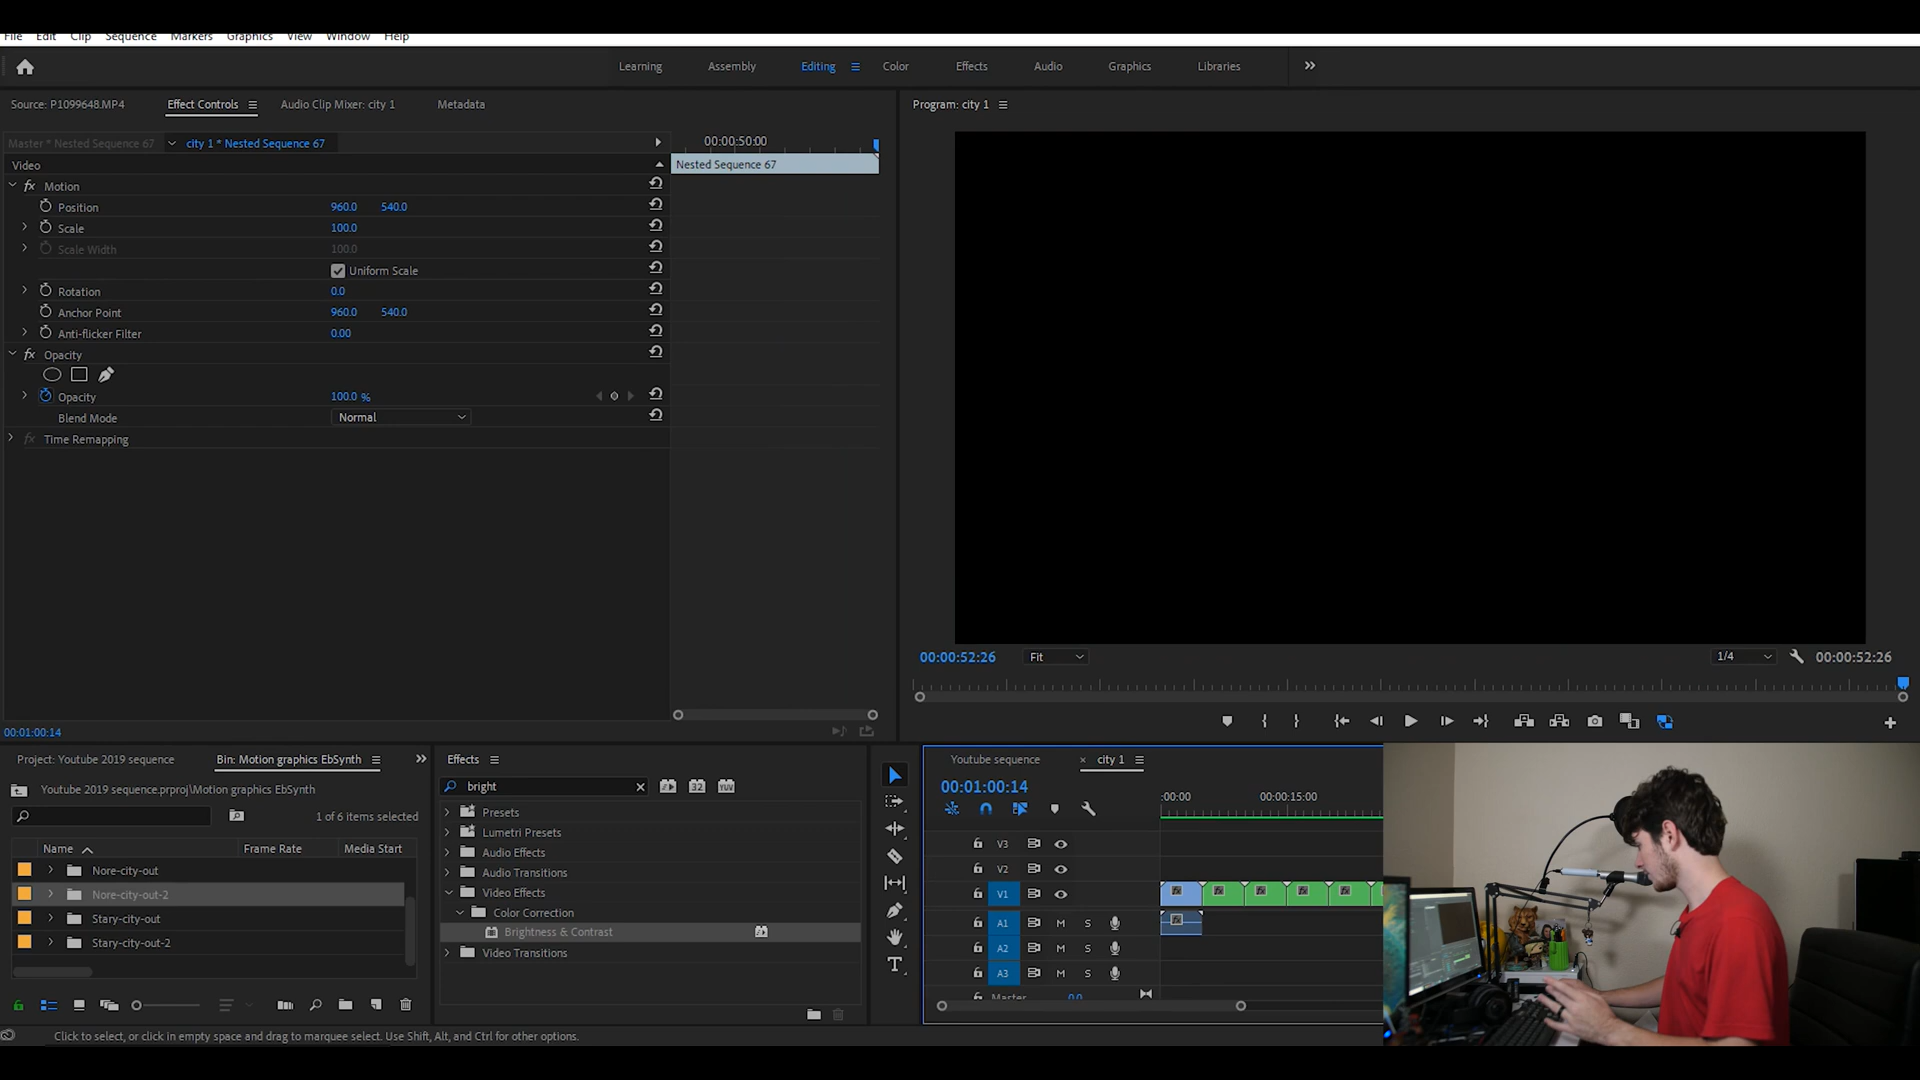 File Edit Clip Sequence Markers Graphics View Window Help
Learning Assembly Editing Color Effects Audio Graphics Libraries
Source: P1099648.MP4 Effect Controls Audio Clip Mixer: city 1 Metadata
Program: city 1
Master * Nested Sequence 67 city 1 * Nested Sequence 67
00:00:50:00
Video
Nested Sequence 67
fx Motion
Position 960.0 540.0
Scale 100.0
Scale Width 100.0
Uniform Scale
Rotation 0.0
Anchor Point 960.0 540.0
Anti-flicker Filter 0.00
fx Opacity
Opacity 100.0 %
Blend Mode Normal
fx Time Remapping
00:00:52:26 Fit 1/4 00:00:52:26
00:01:00:14
Project: Youtube 2019 sequence Bin: Motion graphics EbSynth
Youtube 2019 sequence.prproj\Motion graphics EbSynth
1 of 6 items selected
Name Frame Rate Media Start
Nore-city-out
Nore-city-out-2
Stary-city-out
Stary-city-out-2
Effects
bright 32 YUV
Presets
Lumetri Presets
Audio Effects
Audio Transitions
Video Effects
Color Correction
Brightness & Contrast
Video Transitions
Youtube sequence × city 1
00:01:00:14
:00:00 00:00:15:00
V3
V2
V1
A1 M S
A2 M S
A3 M S
Master 0.0
Click to select, or click in empty space and drag to marquee select. Use Shift, Alt, and Ctrl for other options.